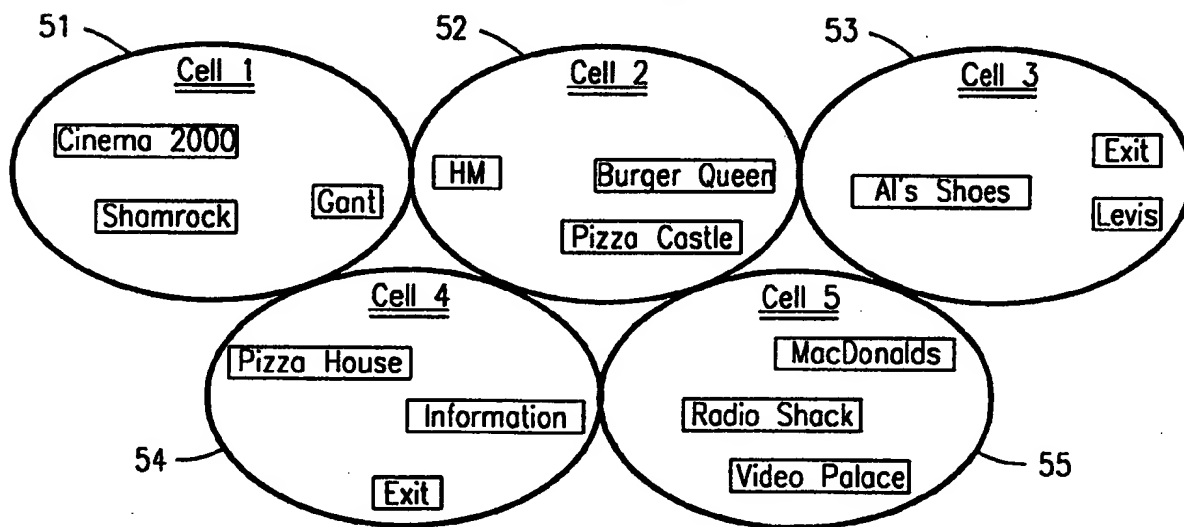 51
52
53
Cell 1
Cinema 2000
Shamrock
Gant
Cell 2
HM
Burger Queen
Pizza Castle
Cell 3
Exit
Al's Shoes
Levis
Cell 4
Pizza House
Information
Exit
54
Cell 5
MacDonalds
Radio Shack
Video Palace
55